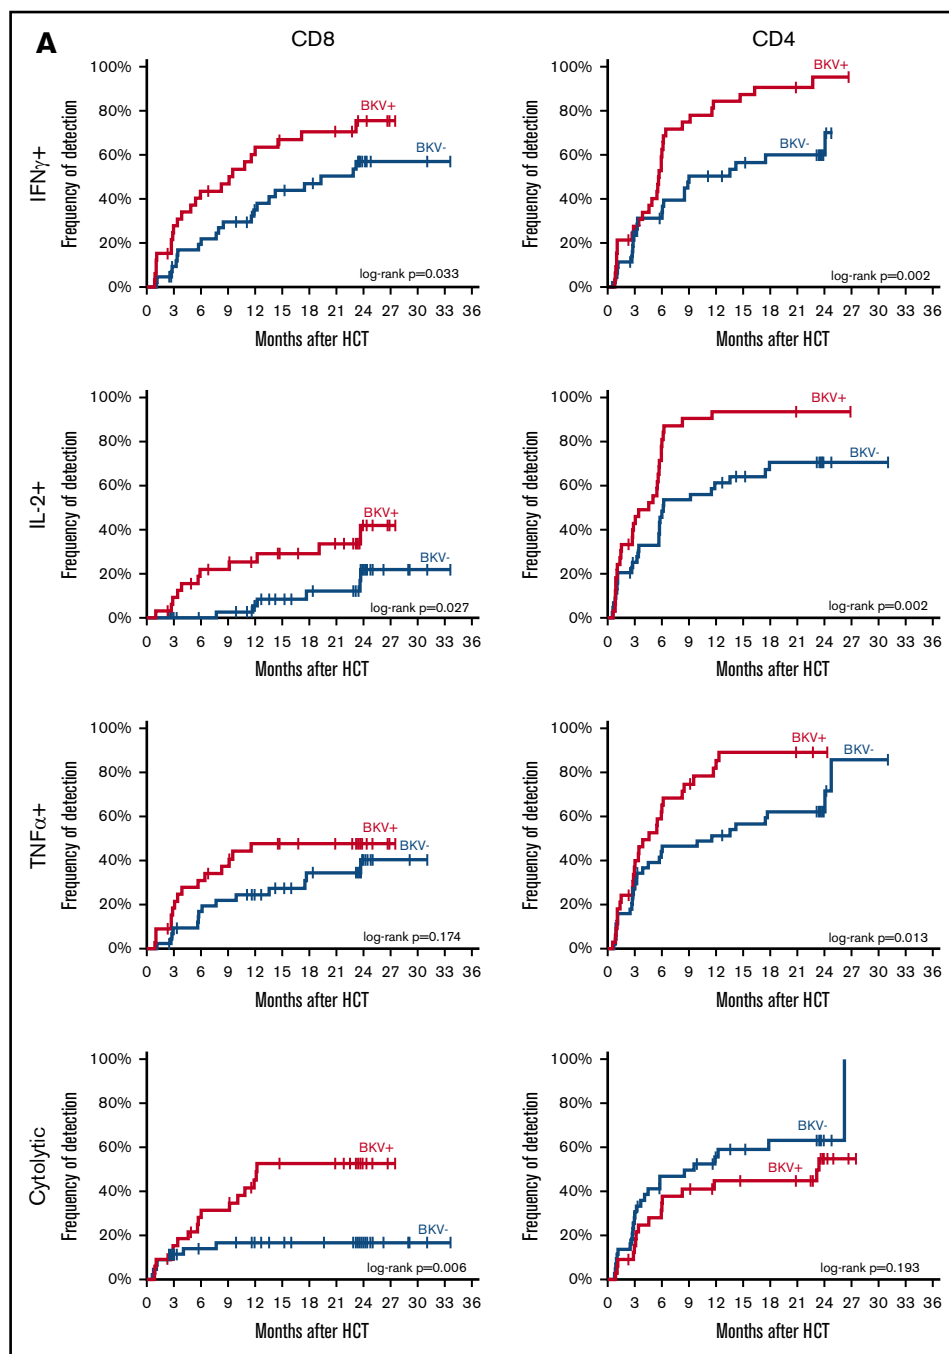 A
CD8
CD4
IFNγ+
Frequency of detection
100%
80%
60%
40%
20%
0%
BKV+
BKV-
log-rank p=0.033
0 3 6 9 12 15 18 21 24 27 30 33 36
Months after HCT
Frequency of detection
100%
80%
60%
40%
20%
0%
BKV+
BKV-
log-rank p=0.002
0 3 6 9 12 15 18 21 24 27 30 33 36
Months after HCT
IL-2+
Frequency of detection
100%
80%
60%
40%
20%
0%
BKV+
BKV-
log-rank p=0.027
0 3 6 9 12 15 18 21 24 27 30 33 36
Months after HCT
Frequency of detection
100%
80%
60%
40%
20%
0%
BKV+
BKV-
log-rank p=0.002
0 3 6 9 12 15 18 21 24 27 30 33 36
Months after HCT
TNFα+
Frequency of detection
100%
80%
60%
40%
20%
0%
BKV+
BKV-
log-rank p=0.174
0 3 6 9 12 15 18 21 24 27 30 33 36
Months after HCT
Frequency of detection
100%
80%
60%
40%
20%
0%
BKV+
BKV-
log-rank p=0.013
0 3 6 9 12 15 18 21 24 27 30 33 36
Months after HCT
Cytolytic
Frequency of detection
100%
80%
60%
40%
20%
0%
BKV+
BKV-
log-rank p=0.006
0 3 6 9 12 15 18 21 24 27 30 33 36
Months after HCT
Frequency of detection
100%
80%
60%
40%
20%
0%
BKV-
BKV+
log-rank p=0.193
0 3 6 9 12 15 18 21 24 27 30 33 36
Months after HCT